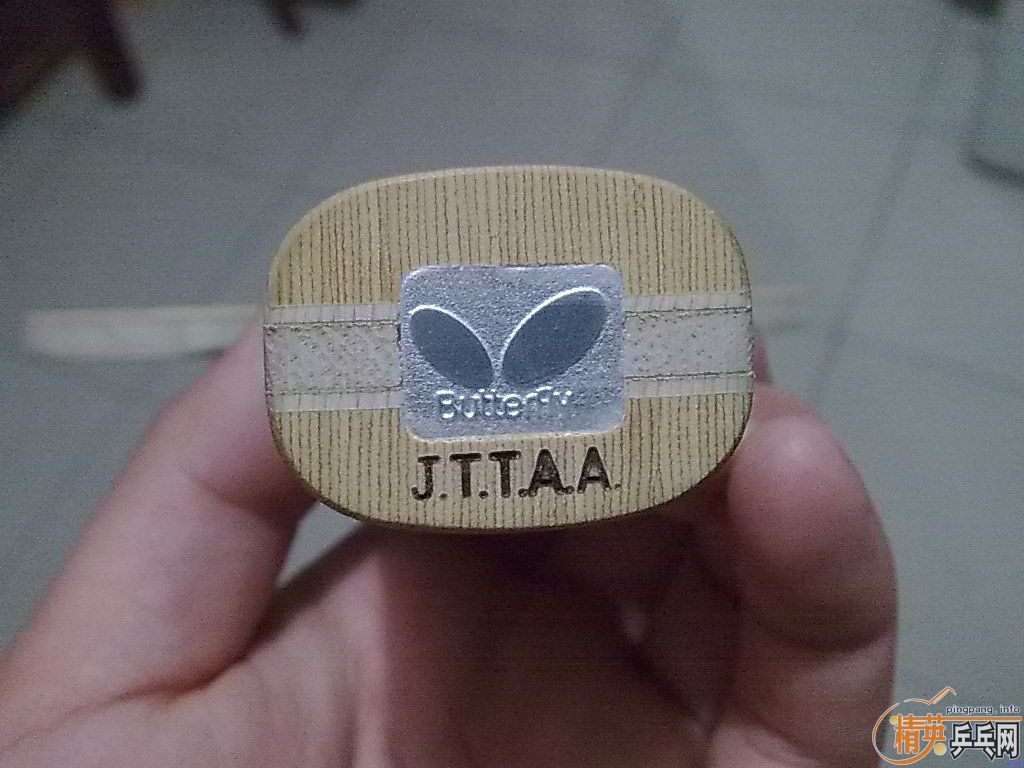 Butterfly
J.T.T.A.A.
pingpang.info
精英乒乓网